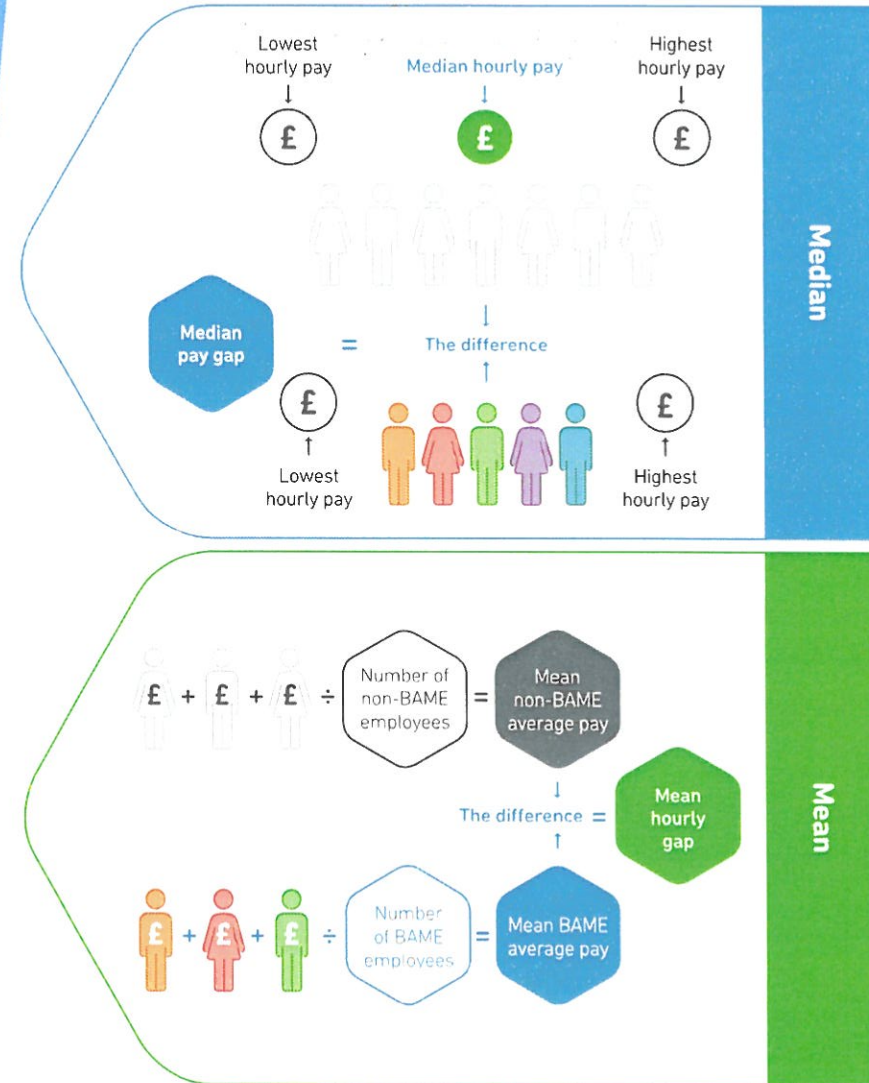 Lowest
hourly pay
Median hourly pay
Highest
hourly pay
£
£
£
Median
Median
pay gap
=
The difference
£
£
Lowest
hourly pay
Highest
hourly pay
£ + £ + £ ÷
Number of
non-BAME
employees
=
Mean
non-BAME
average pay
The difference =
Mean
hourly
gap
Mean
£ + £ + £ ÷
Number
of BAME
employees
=
Mean BAME
average pay